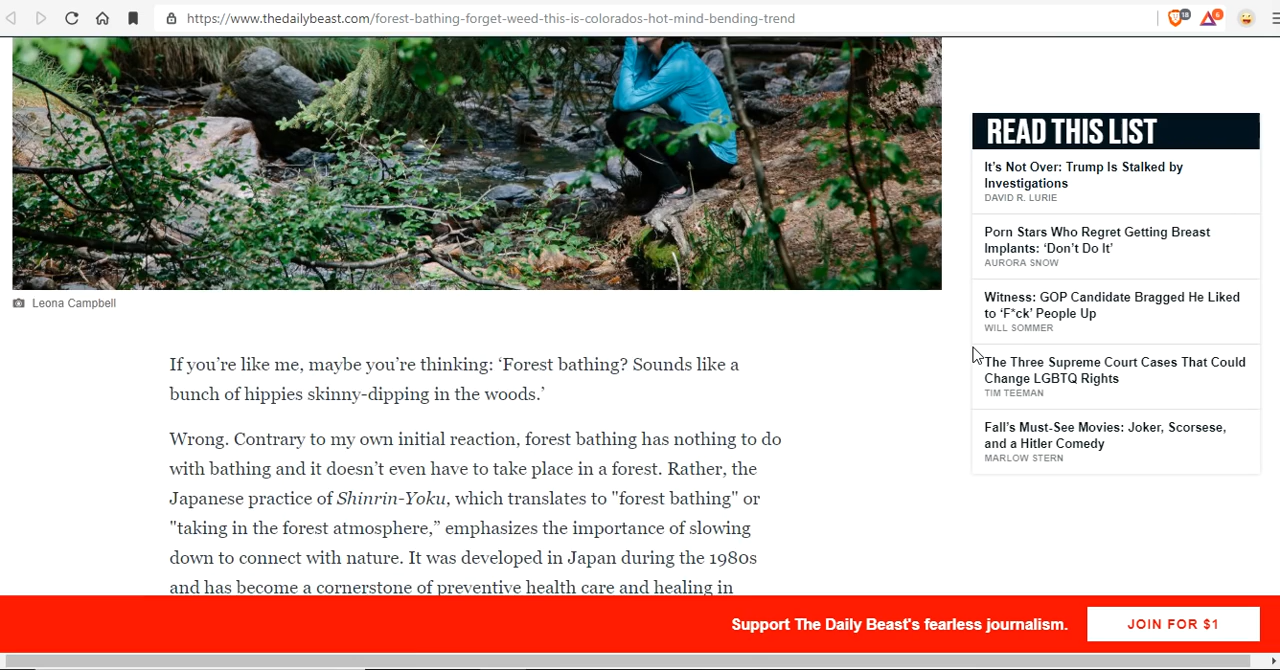 https://www.thedailybeast.com/forest-bathing-forget-weed-this-is-colorados-hot-mind-bending-trend
18
6
Leona Campbell
If you’re like me, maybe you’re thinking: ‘Forest bathing? Sounds like a
bunch of hippies skinny-dipping in the woods.’
Wrong. Contrary to my own initial reaction, forest bathing has nothing to do
with bathing and it doesn’t even have to take place in a forest. Rather, the
Japanese practice of Shinrin-Yoku, which translates to "forest bathing" or
"taking in the forest atmosphere,” emphasizes the importance of slowing
down to connect with nature. It was developed in Japan during the 1980s
and has become a cornerstone of preventive health care and healing in
READ THIS LIST
It’s Not Over: Trump Is Stalked by
Investigations
DAVID R. LURIE
Porn Stars Who Regret Getting Breast
Implants: ‘Don’t Do It’
AURORA SNOW
Witness: GOP Candidate Bragged He Liked
to ‘F*ck’ People Up
WILL SOMMER
The Three Supreme Court Cases That Could
Change LGBTQ Rights
TIM TEEMAN
Fall’s Must-See Movies: Joker, Scorsese,
and a Hitler Comedy
MARLOW STERN
Support The Daily Beast's fearless journalism.
JOIN FOR $1